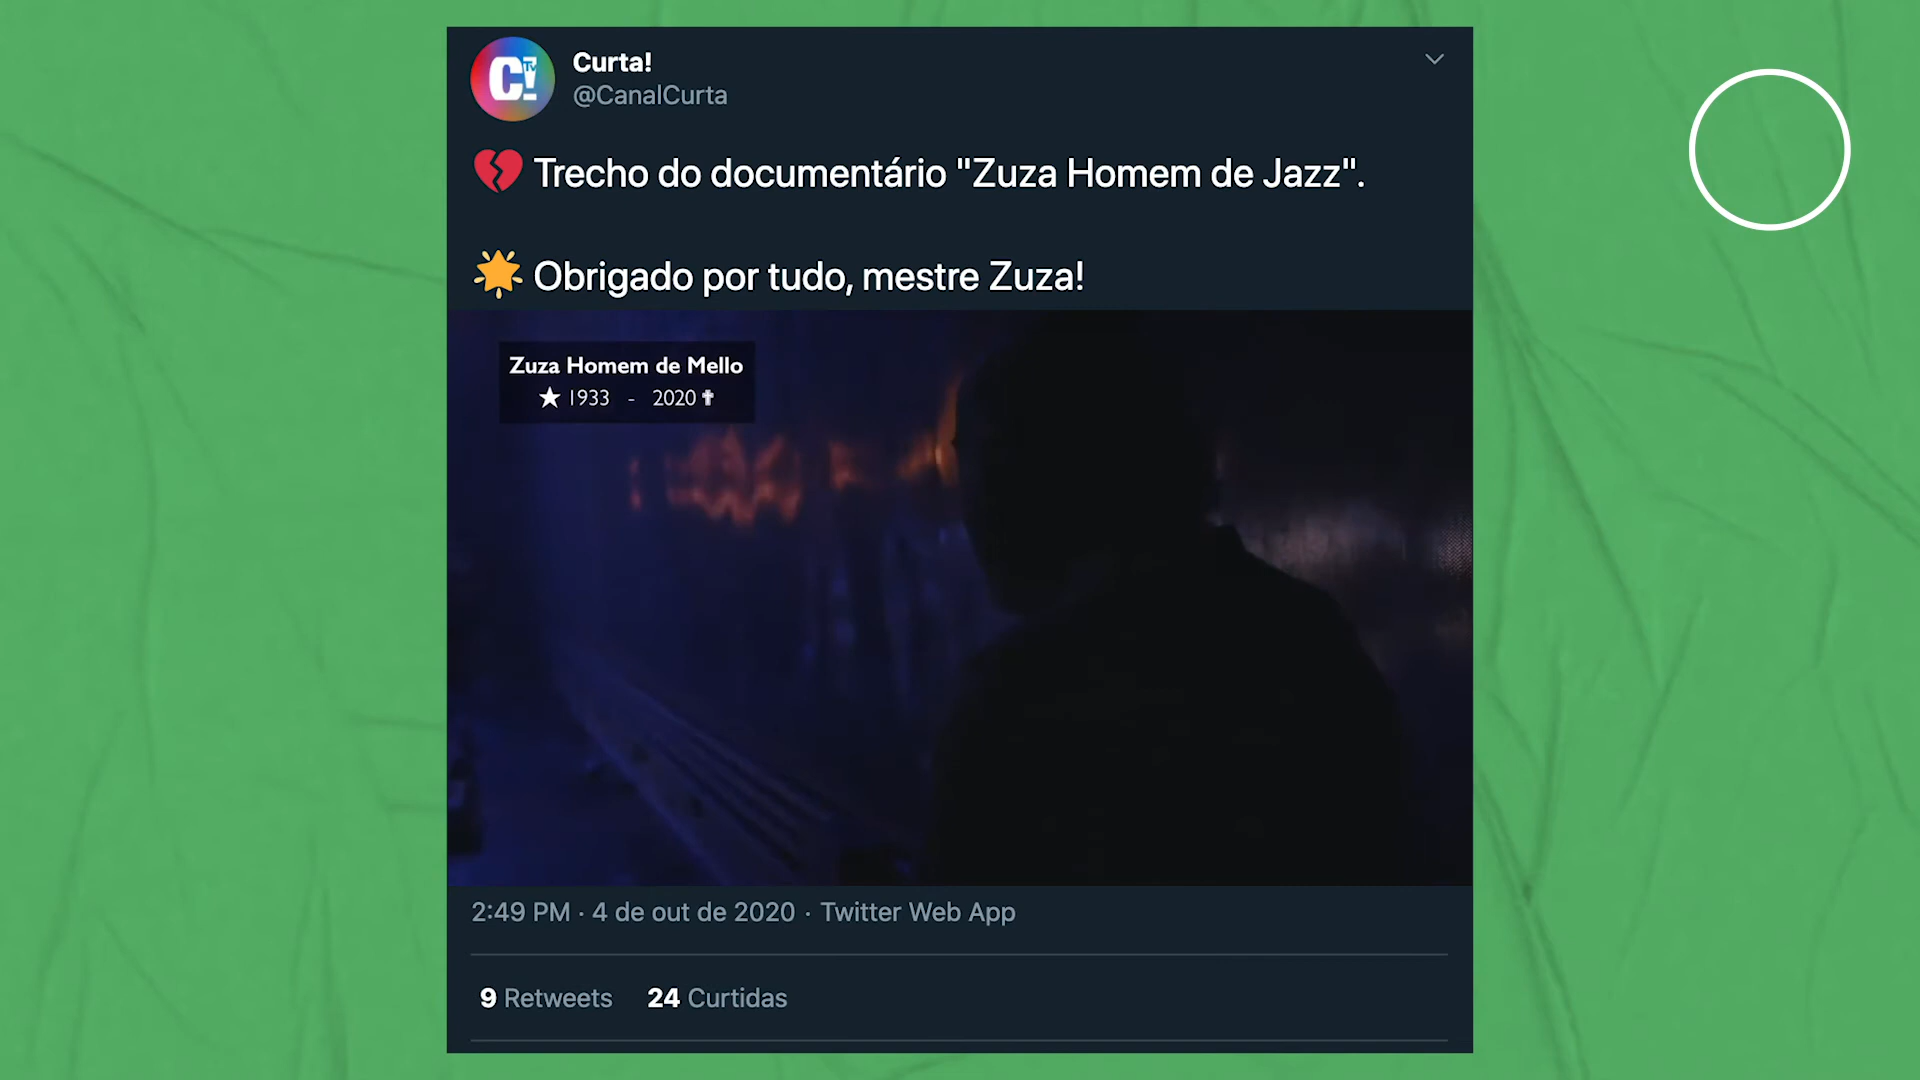 C! Tv
Curta!
@CanalCurta
💔 Trecho do documentário "Zuza Homem de Jazz".
🌟 Obrigado por tudo, mestre Zuza!
Zuza Homem de Mello
★ 1933 - 2020 ✝
2:49 PM · 4 de out de 2020 · Twitter Web App
9 Retweets 24 Curtidas